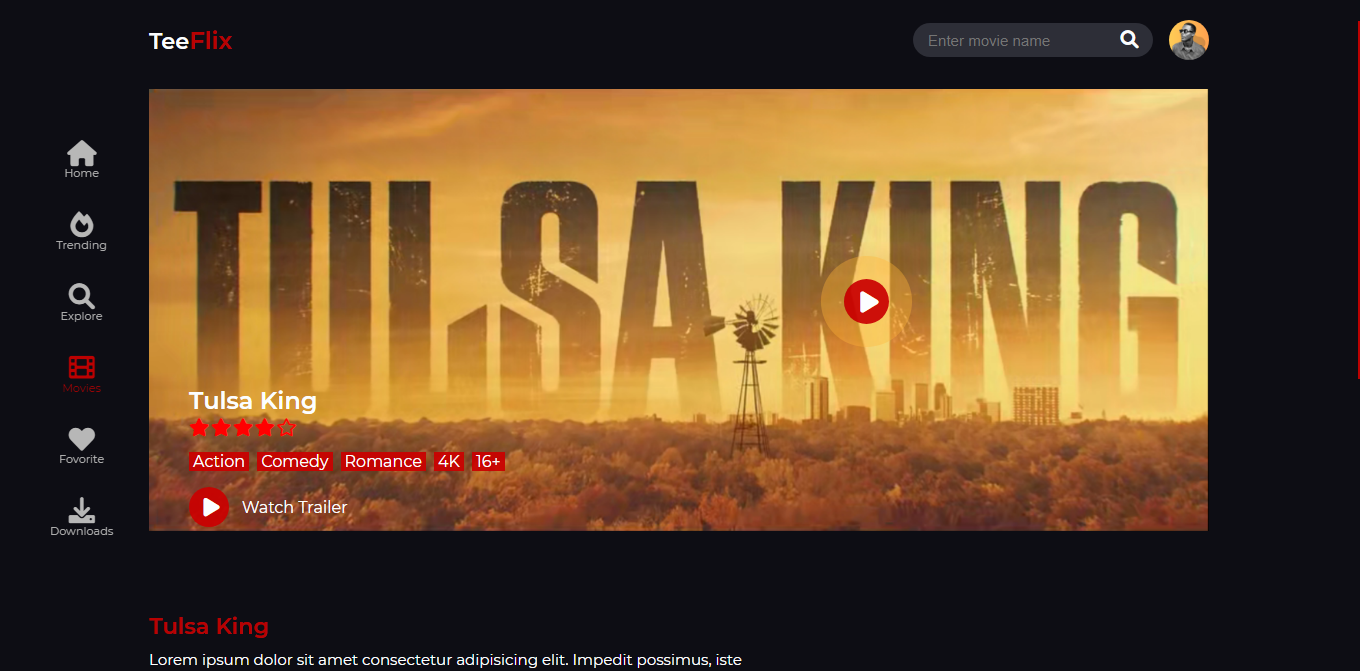 TeeFlix
Enter movie name
TULSA KING
Home
Trending
Explore
Movies
Fovorite
Downloads
Tulsa King
Action Comedy Romance 4K 16+
Watch Trailer
Tulsa King
Lorem ipsum dolor sit amet consectetur adipisicing elit. Impedit possimus, iste